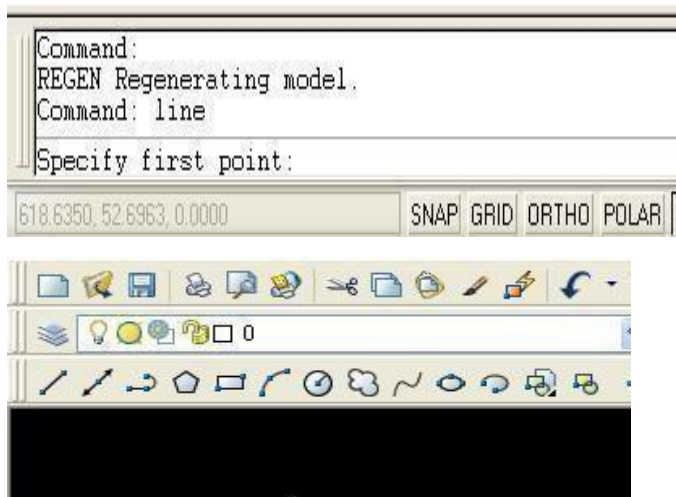 Command:
REGEN Regenerating model.
Command: line
Specify first point:
618.6350, 52.6963, 0.0000 SNAP GRID ORTHO POLAR
0